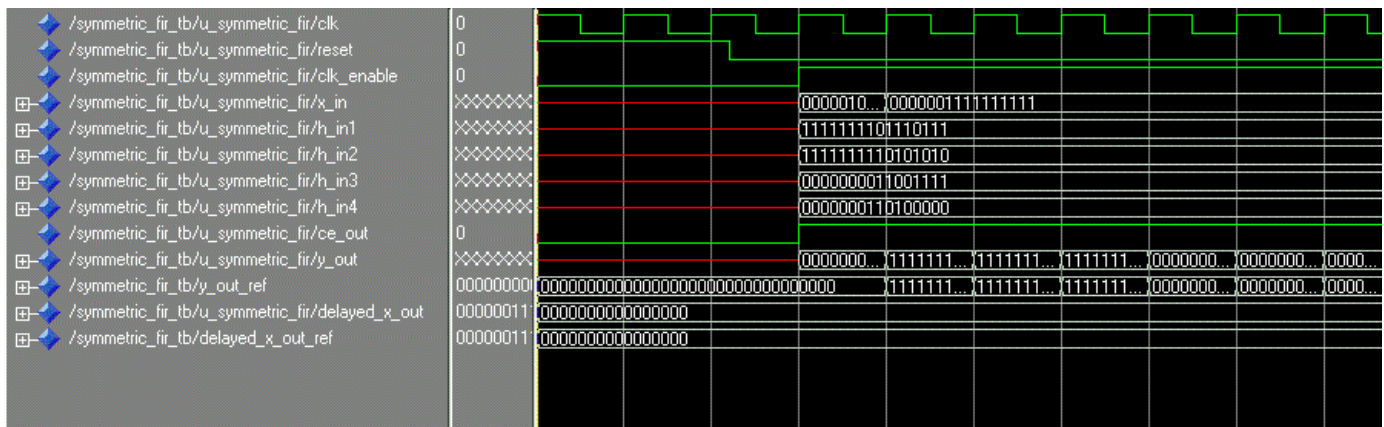 /symmetric_fir_tb/u_symmetric_fir/clk 0
/symmetric_fir_tb/u_symmetric_fir/reset 0
/symmetric_fir_tb/u_symmetric_fir/clk_enable 0
/symmetric_fir_tb/u_symmetric_fir/x_in XXXXXXX 0000010... 0000001111111111
/symmetric_fir_tb/u_symmetric_fir/h_in1 XXXXXXX 1111111101110111
/symmetric_fir_tb/u_symmetric_fir/h_in2 XXXXXXX 1111111110101010
/symmetric_fir_tb/u_symmetric_fir/h_in3 XXXXXXX 0000000011001111
/symmetric_fir_tb/u_symmetric_fir/h_in4 XXXXXXX 0000000110100000
/symmetric_fir_tb/u_symmetric_fir/ce_out 0
/symmetric_fir_tb/u_symmetric_fir/y_out XXXXXXX 0000000... 1111111... 1111111... 1111111... 0000000... 0000000... 0000...
/symmetric_fir_tb/y_out_ref 00000000 000000000000000000000000000000000 1111111... 1111111... 1111111... 0000000... 0000000... 0000...
/symmetric_fir_tb/u_symmetric_fir/delayed_x_out 00000011 0000000000000000
/symmetric_fir_tb/delayed_x_out_ref 00000011 0000000000000000